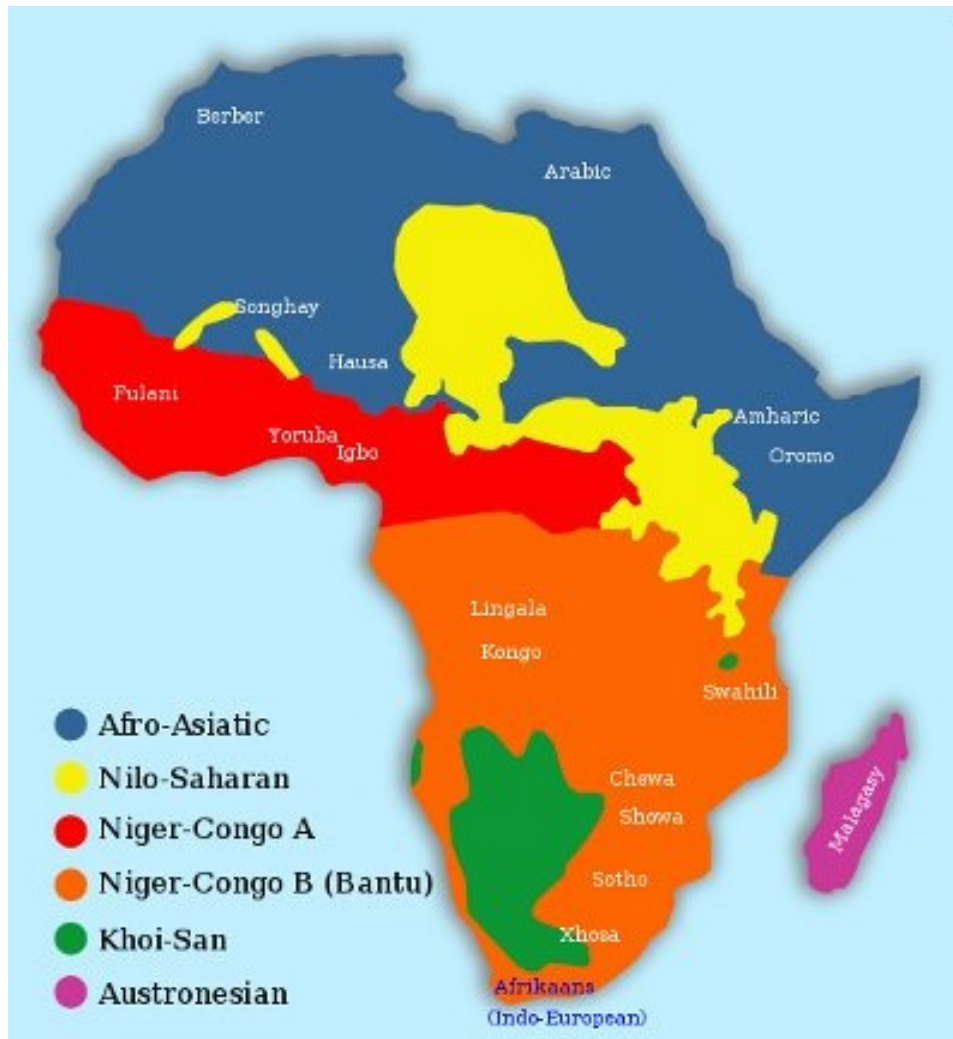 Berber
Arabic
Songhay
Hausa
Fulani
Yoruba
Igbo
Amharic
Oromo
Lingala
Kongo
Swahili
Chewa
Showa
Sotho
Xhosa
Malagasy
Afrikaans
(Indo-European)
Afro-Asiatic
Nilo-Saharan
Niger-Congo A
Niger-Congo B (Bantu)
Khoi-San
Austronesian